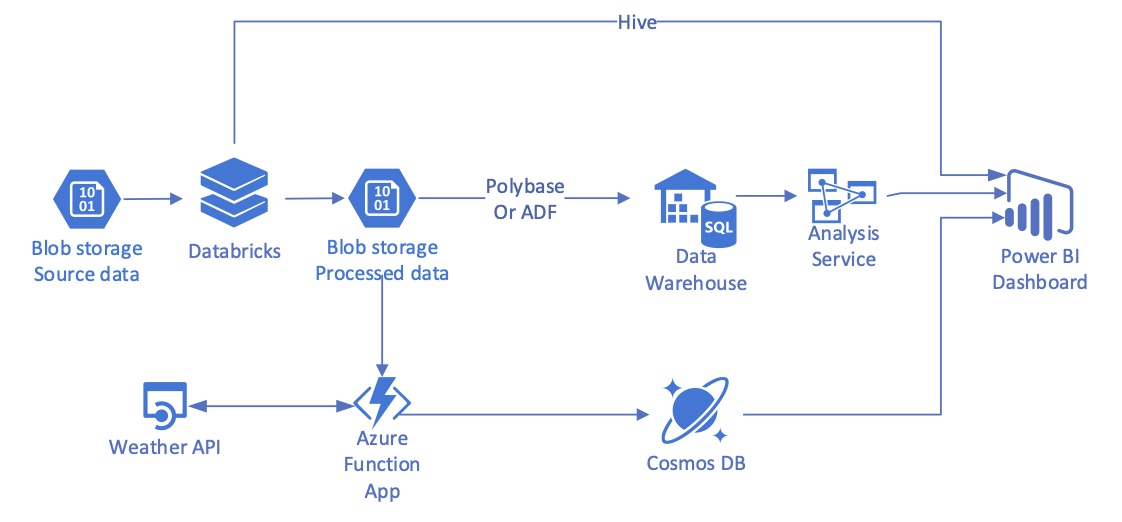 Hive
10
01
Blob storage
Source data
Databricks
10
01
Blob storage
Processed data
Polybase
Or ADF
SQL
Data
Warehouse
Analysis
Service
Power BI
Dashboard
Weather API
Azure
Function
App
Cosmos DB